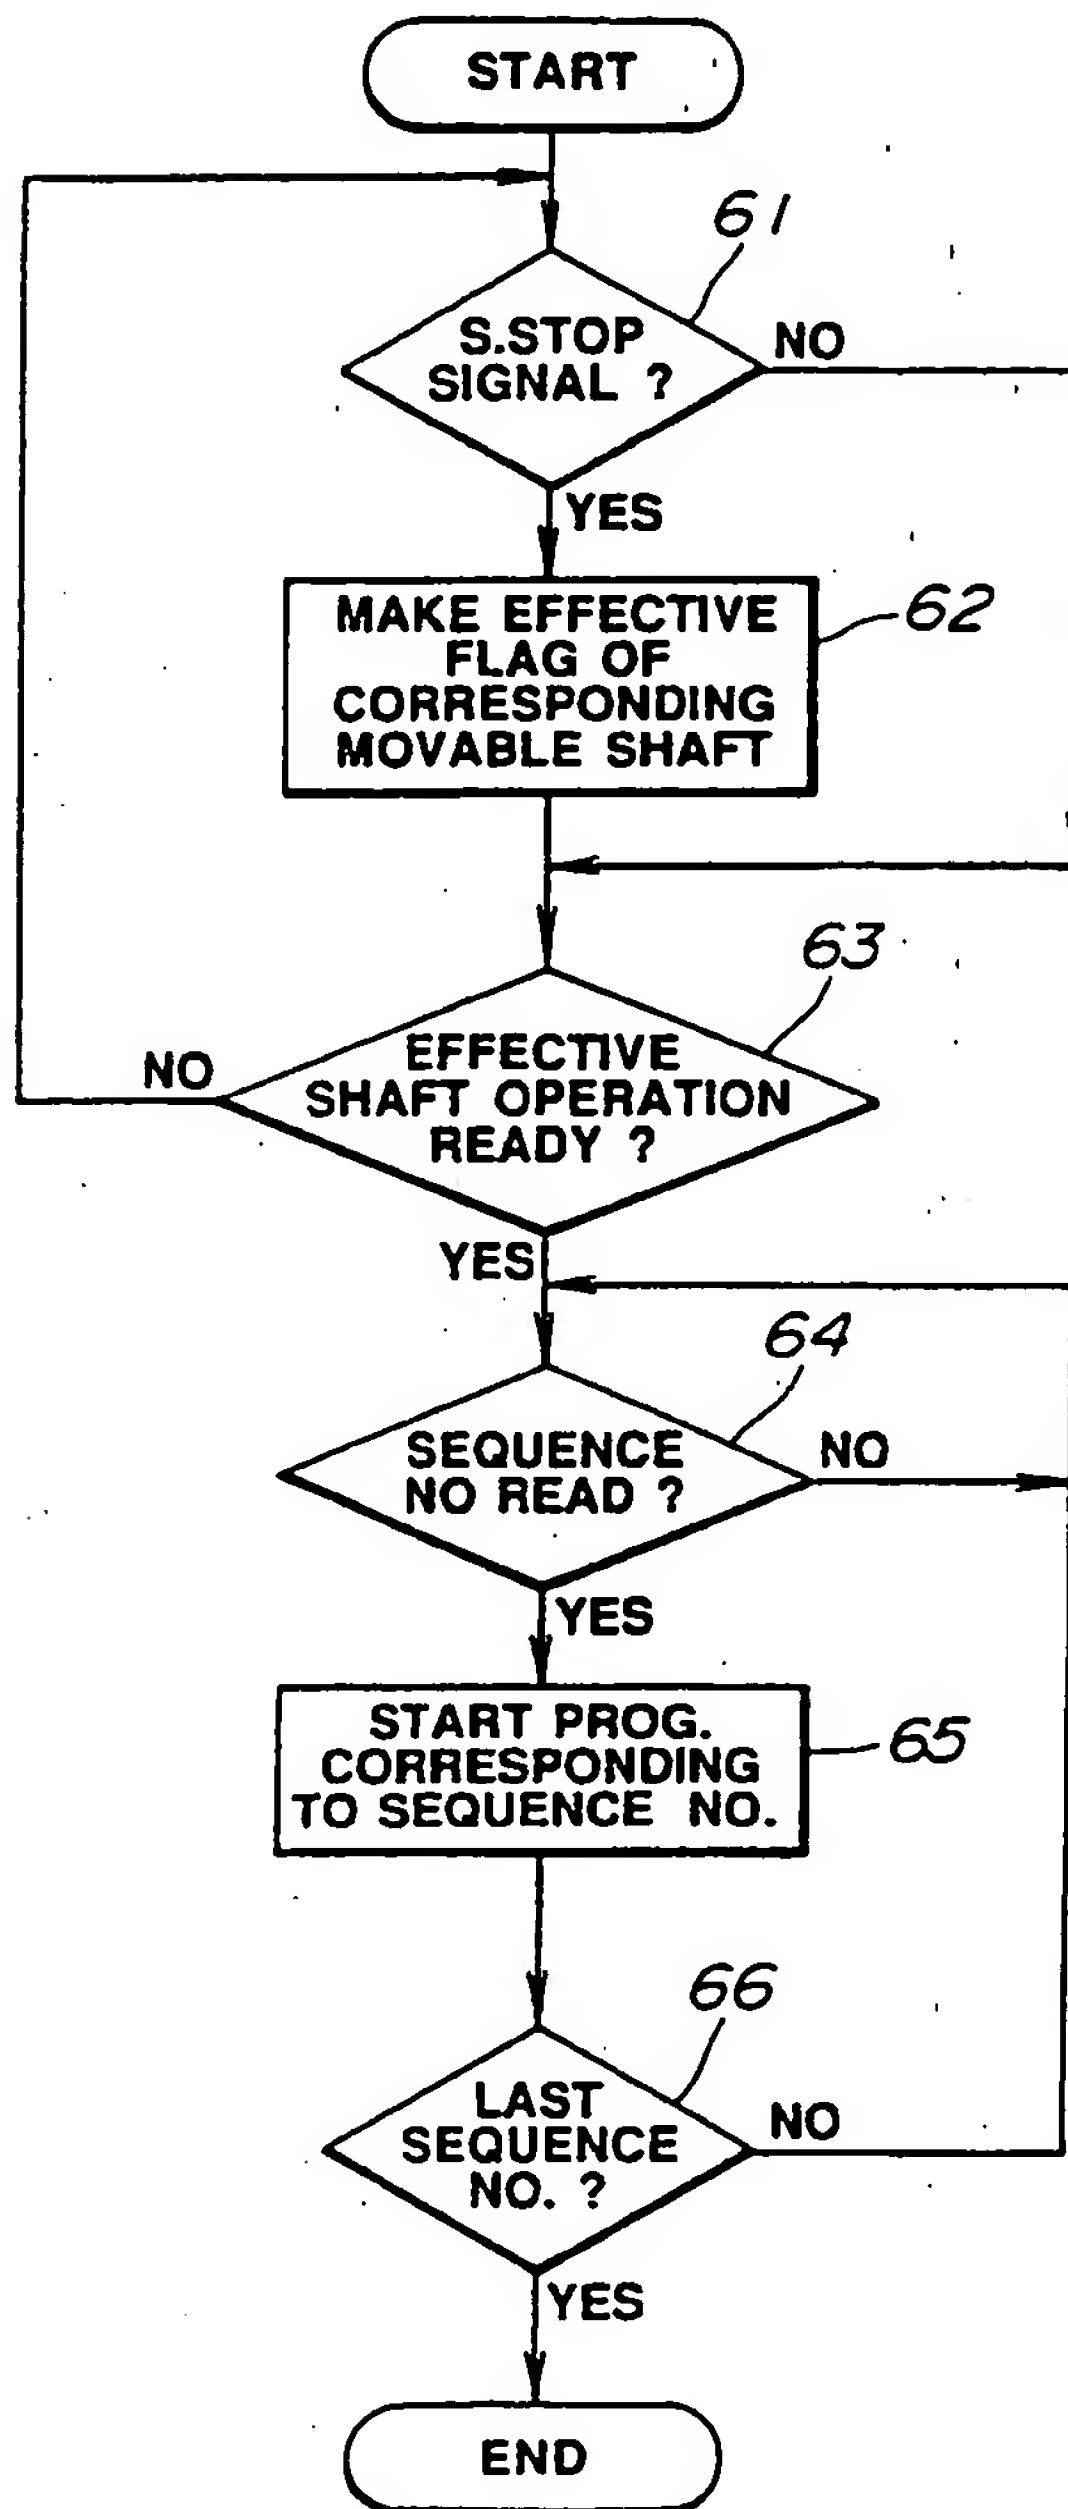 START
61
S.STOP
SIGNAL ?
NO
YES
MAKE EFFECTIVE
FLAG OF
CORRESPONDING
MOVABLE SHAFT
62
63
EFFECTIVE
SHAFT OPERATION
READY ?
NO
YES
64
SEQUENCE
NO READ ?
NO
YES
START PROG.
CORRESPONDING
TO SEQUENCE NO.
65
66
LAST
SEQUENCE
NO. ?
NO
YES
END